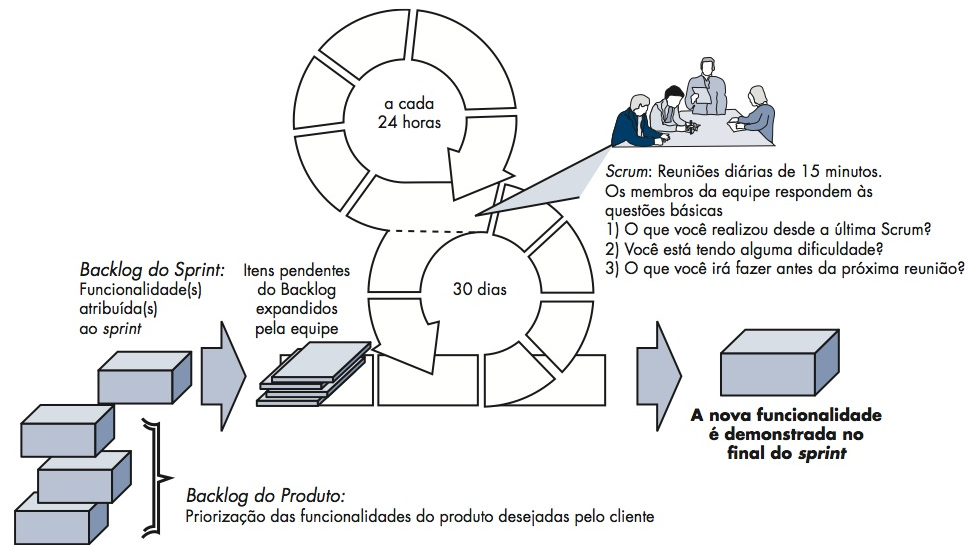 a cada
24 horas
Scrum: Reuniões diárias de 15 minutos.
Os membros da equipe respondem às
questões básicas
1) O que você realizou desde a última Scrum?
2) Você está tendo alguma dificuldade?
3) O que você irá fazer antes da próxima reunião?
30 dias
Backlog do Sprint:
Funcionalidade(s)
atribuída(s)
ao sprint
Itens pendentes
do Backlog
expandidos
pela equipe
A nova funcionalidade
é demonstrada no
final do sprint
Backlog do Produto:
Priorização das funcionalidades do produto desejadas pelo cliente